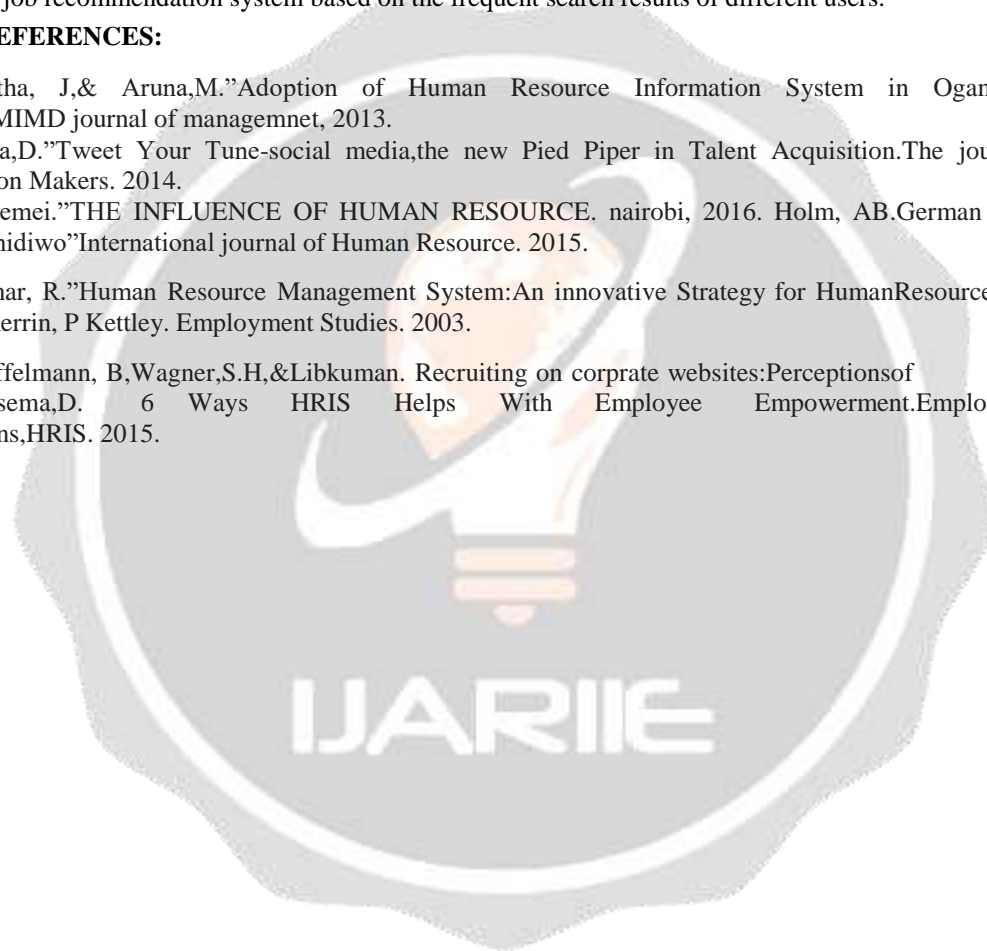 job recommendation system based on the frequent search results of different users.
EFERENCES:
tha, J,& Aruna,M.”Adoption of Human Resource Information System in Ogan
MIMD journal of managemnet, 2013.
a,D.”Tweet Your Tune-social media,the new Pied Piper in Talent Acquisition.The jou
on Makers. 2014.
emei.”THE INFLUENCE OF HUMAN RESOURCE. nairobi, 2016. Holm, AB.German
nidiwo”International journal of Human Resource. 2015.
nar, R.”Human Resource Management System:An innovative Strategy for HumanResource
errin, P Kettley. Employment Studies. 2003.
ffelmann, B,Wagner,S.H,&Libkuman. Recruiting on corprate websites:Perceptionsof
sema,D. 6 Ways HRIS Helps With Employee Empowerment.Emplo
ns,HRIS. 2015.
IJARIIE